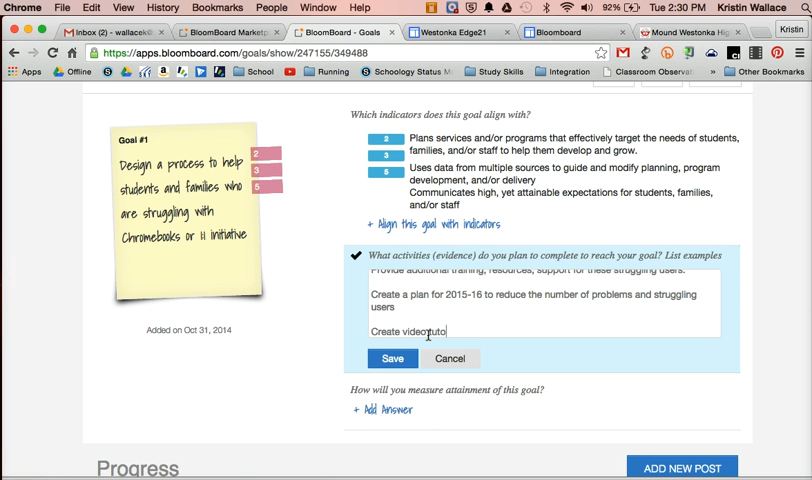 Chrome File Edit View History Bookmarks People Window Help 92% Tue 2:30 PM Kristin Wallace
Inbox (2) - wallacek@ BloomBoard Marketp BloomBoard - Goals Westonka Edge21 Bloomboard Mound Westonka Hig Kristin
https://apps.bloomboard.com/goals/show/247155/349488
Apps Offline School Running Schoology Status M Study Skills Integration Classroom Observat » Other Bookmarks
Which indicators does this goal align with?
Goal #1
Design a process to help
students and families who
are struggling with
Chromebooks or 1:1 initiative
2
3
5
Added on Oct 31, 2014
2 Plans services and/or programs that effectively target the needs of students,
3 families, and/or staff to help them develop and grow.
5 Uses data from multiple sources to guide and modify planning, program
development, and/or delivery
Communicates high, yet attainable expectations for students, families,
and/or staff
+ Align this goal with indicators
What activities (evidence) do you plan to complete to reach your goal? List examples
Provide additional training, resources, support for these struggling users.
Create a plan for 2015-16 to reduce the number of problems and struggling
users
Create video tuto
Save Cancel
How will you measure attainment of this goal?
+ Add Answer
Progress
ADD NEW POST